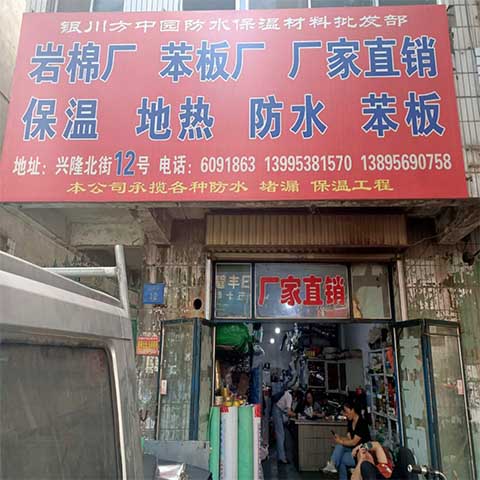 银川方中园防水保温材料批发部
岩棉厂 苯板厂 厂家直销
保温 地热 防水 苯板
地址：兴隆北街12号 电话：6091863 13995381570 13895690758
本公司承揽各种防水 堵漏 保温工程
厂家直销
12